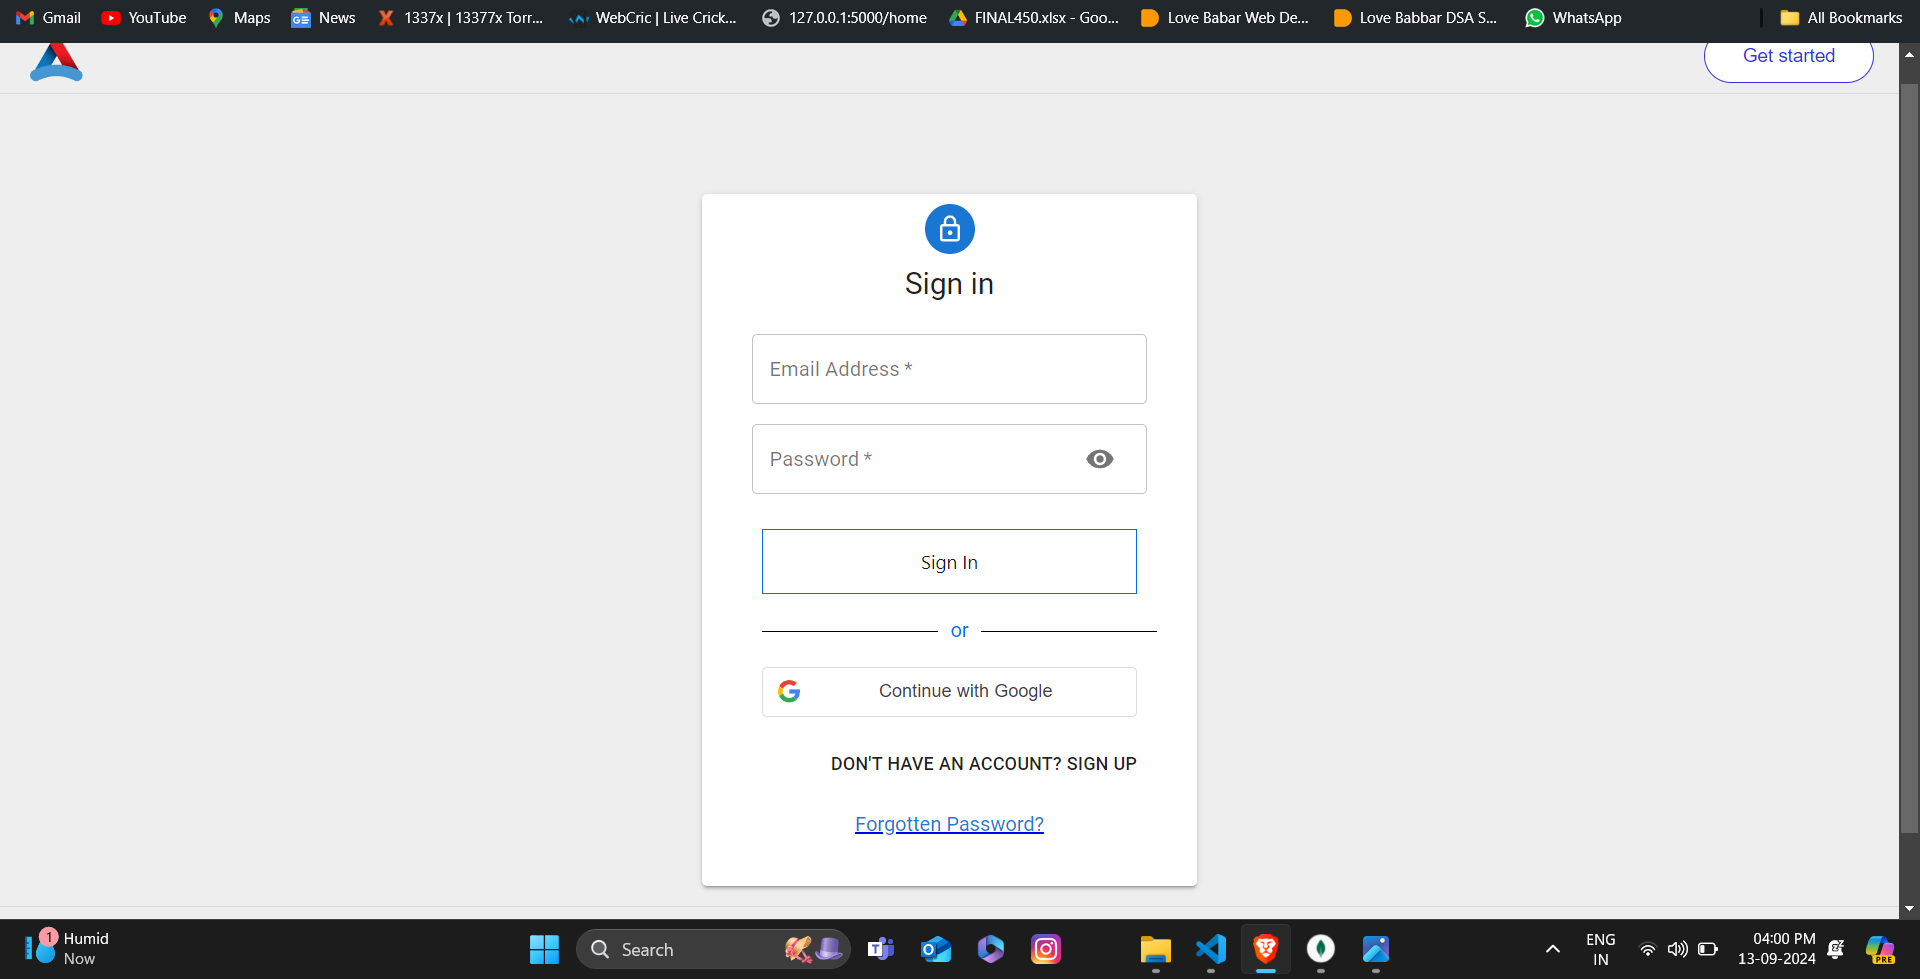 Gmail YouTube Maps News 1337x | 13377x Torr... WebCric | Live Crick... 127.0.0.1:5000/home FINAL450.xlsx - Goo... Love Babar Web De... Love Babbar DSA S... WhatsApp All Bookmarks
Get started
Sign in
Email Address *
Password *
Sign In
or
Continue with Google
DON'T HAVE AN ACCOUNT? SIGN UP
Forgotten Password?
1 Humid
Now
Search
ENG
IN
04:00 PM
13-09-2024
PRE